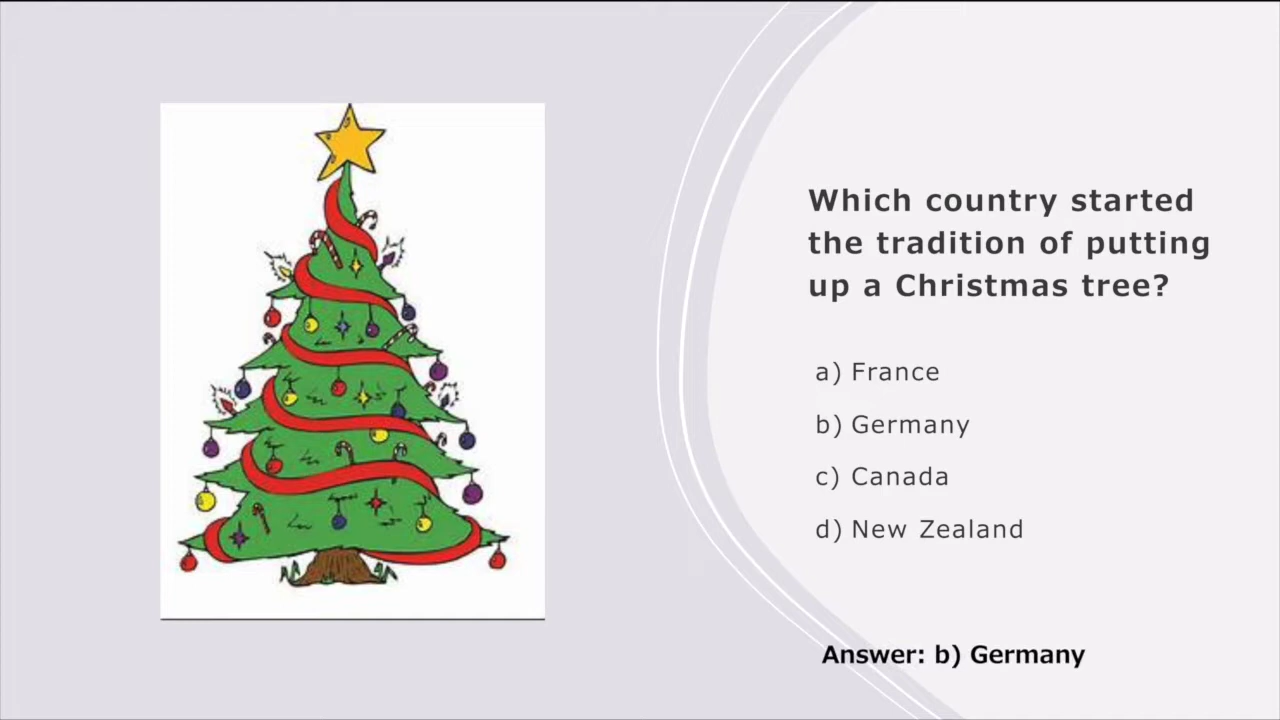 Which country started
the tradition of putting
up a Christmas tree?
a) France
b) Germany
c) Canada
d) New Zealand
Answer: b) Germany